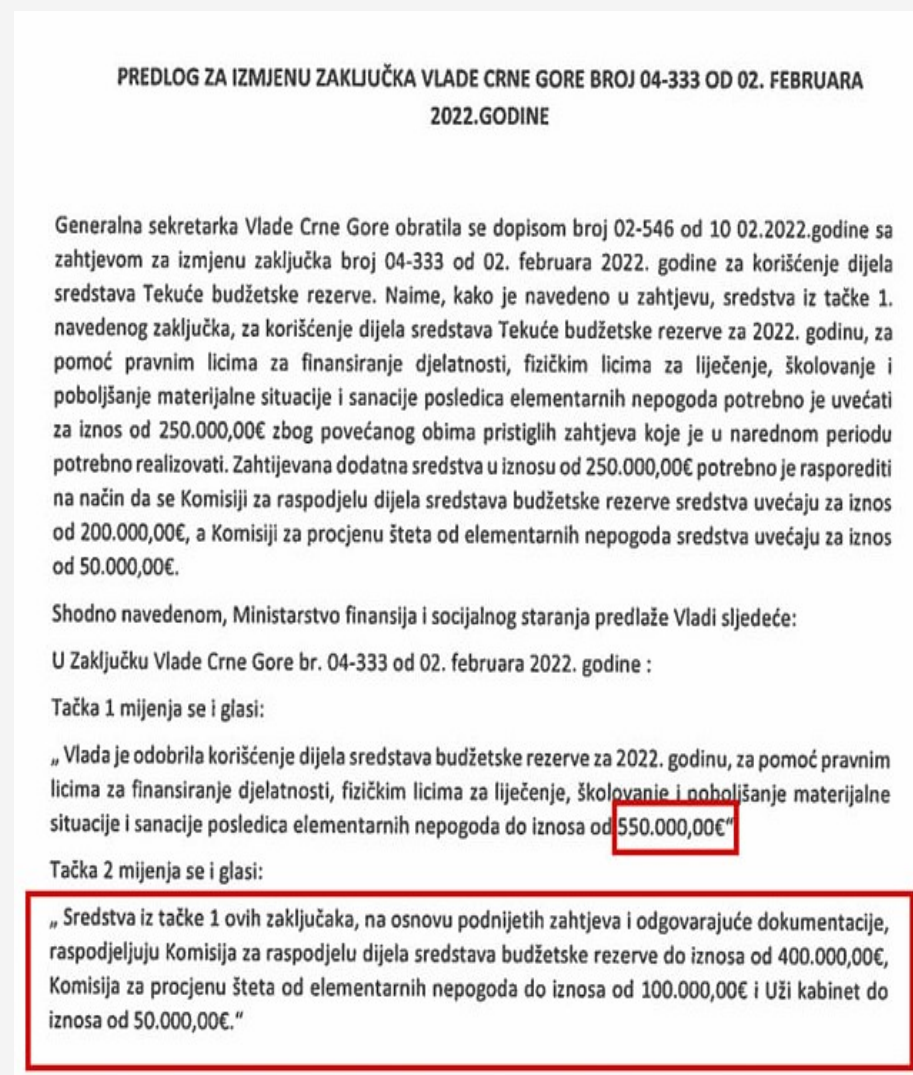 PREDLOG ZA IZMJENU ZAKLJUČKA VLADE CRNE GORE BROJ 04-333 OD 02. FEBRUARA
2022.GODINE
Generalna sekretarka Vlade Crne Gore obratila se dopisom broj 02-546 od 10 02.2022.godine sa
zahtjevom za izmjenu zaključka broj 04-333 od 02. februara 2022. godine za korišćenje dijela
sredstava Tekuće budžetske rezerve. Naime, kako je navedeno u zahtjevu, sredstva iz tačke 1.
navedenog zaključka, za korišćenje dijela sredstava Tekuće budžetske rezerve za 2022. godinu, za
pomoć pravnim licima za finansiranje djelatnosti, fizičkim licima za liječenje, školovanje i
poboljšanje materijalne situacije i sanacije posledica elementarnih nepogoda potrebno je uvećati
za iznos od 250.000,00€ zbog povećanog obima pristiglih zahtjeva koje je u narednom periodu
potrebno realizovati. Zahtijevana dodatna sredstva u iznosu od 250.000,00€ potrebno je rasporediti
na način da se Komisiji za raspodjelu dijela sredstava budžetske rezerve sredstva uvećaju za iznos
od 200.000,00€, a Komisiji za procjenu šteta od elementarnih nepogoda sredstva uvećaju za iznos
od 50.000,00€.
Shodno navedenom, Ministarstvo finansija i socijalnog staranja predlaže Vladi sljedeće:
U Zaključku Vlade Crne Gore br. 04-333 od 02. februara 2022. godine :
Tačka 1 mijenja se i glasi:
„ Vlada je odobrila korišćenje dijela sredstava budžetske rezerve za 2022. godinu, za pomoć pravnim
licima za finansiranje djelatnosti, fizičkim licima za liječenje, školovanje i poboljšanje materijalne
situacije i sanacije posledica elementarnih nepogoda do iznosa od 550.000,00€“
Tačka 2 mijenja se i glasi:
„ Sredstva iz tačke 1 ovih zaključaka, na osnovu podnijetih zahtjeva i odgovarajuće dokumentacije,
raspodjeljuju Komisija za raspodjelu dijela sredstava budžetske rezerve do iznosa od 400.000,00€,
Komisija za procjenu šteta od elementarnih nepogoda do iznosa od 100.000,00€ i Uži kabinet do
iznosa od 50.000,00€.“